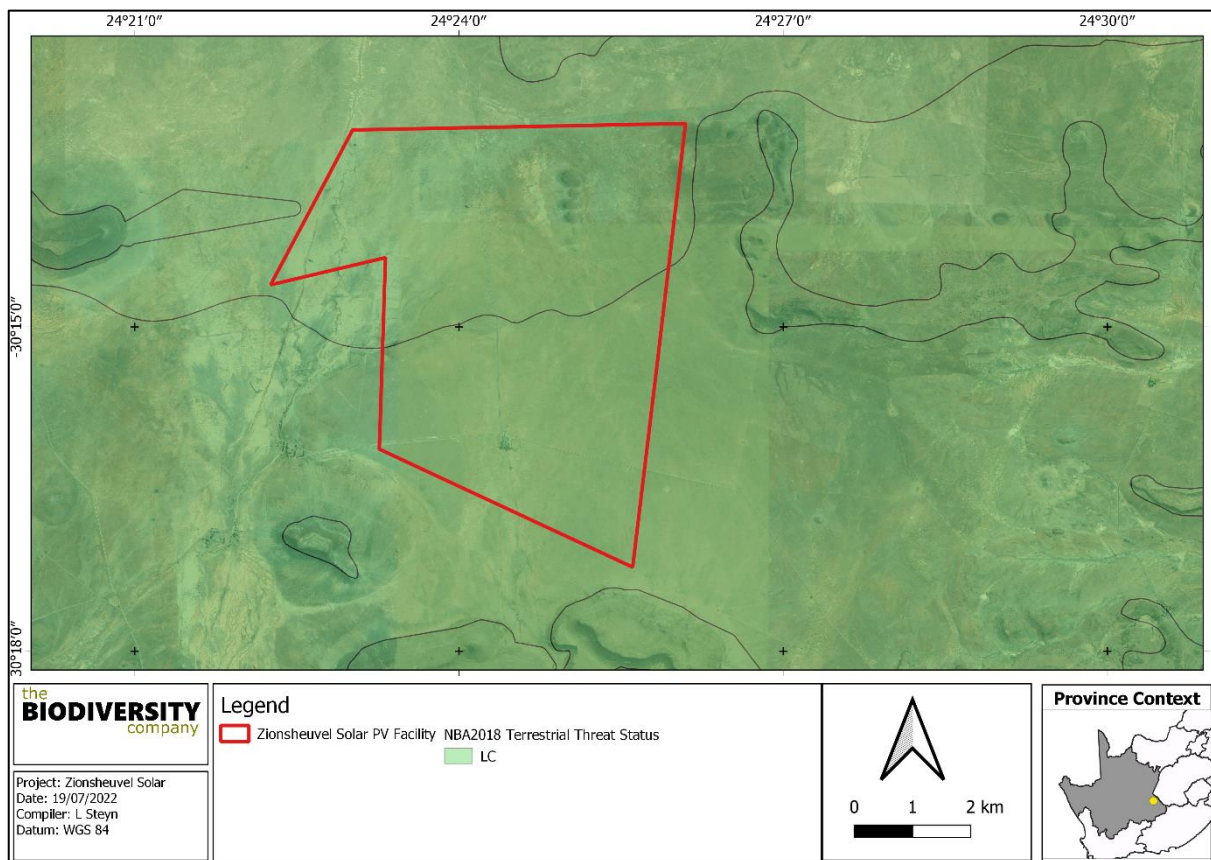 24°21′0″ 24°24′0″ 24°27′0″ 24°30′0″
-30°15′0″
30°18′0″
the
BIODIVERSITY
company
Project: Zionsheuvel Solar
Date: 19/07/2022
Compiler: L Steyn
Datum: WGS 84
Legend
Zionsheuvel Solar PV Facility NBA2018 Terrestrial Threat Status
LC
0 1 2 km
Province Context